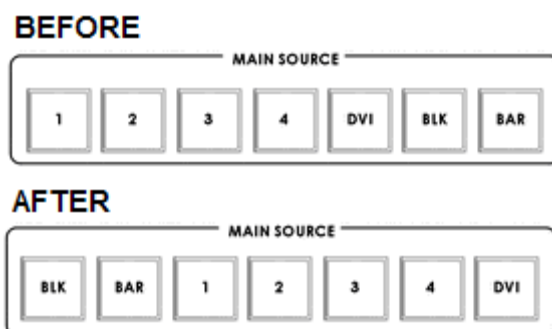 BEFORE
MAIN SOURCE
1 2 3 4 DVI BLK BAR
AFTER
MAIN SOURCE
BLK BAR 1 2 3 4 DVI